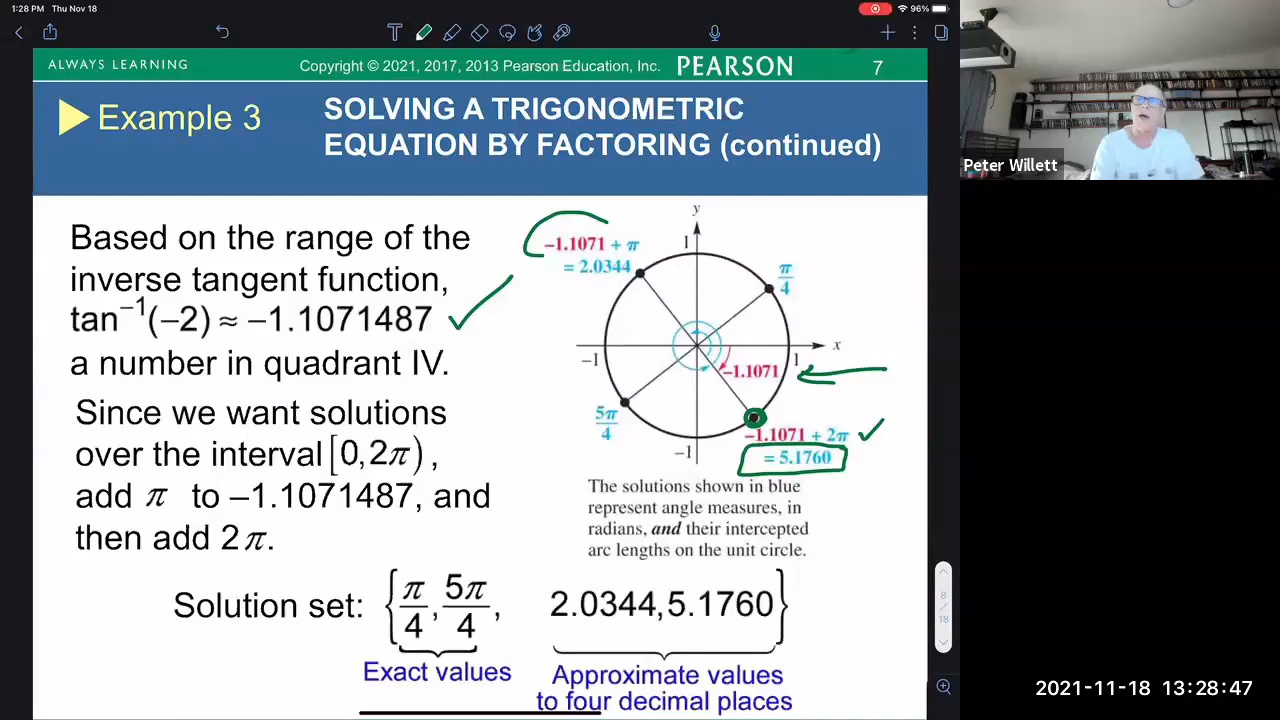 1:28 PM Thu Nov 18
96%
ALWAYS LEARNING
Copyright © 2021, 2017, 2013 Pearson Education, Inc.
PEARSON
7
Example 3
SOLVING A TRIGONOMETRIC
EQUATION BY FACTORING (continued)
Peter Willett
Based on the range of the
inverse tangent function,
tan⁻¹(−2) ≈ −1.1071487
a number in quadrant IV.
Since we want solutions
over the interval [0,2π),
add π to −1.1071487, and
then add 2π.
y
1
−1.1071 + π
= 2.0344
π/4
−1
1
x
−1.1071
5π/4
−1
−1.1071 + 2π
= 5.1760
The solutions shown in blue
represent angle measures, in
radians, and their intercepted
arc lengths on the unit circle.
Solution set: {π/4, 5π/4, 2.0344, 5.1760}
Exact values
Approximate values
to four decimal places
8
/
18
2021-11-18 13:28:47